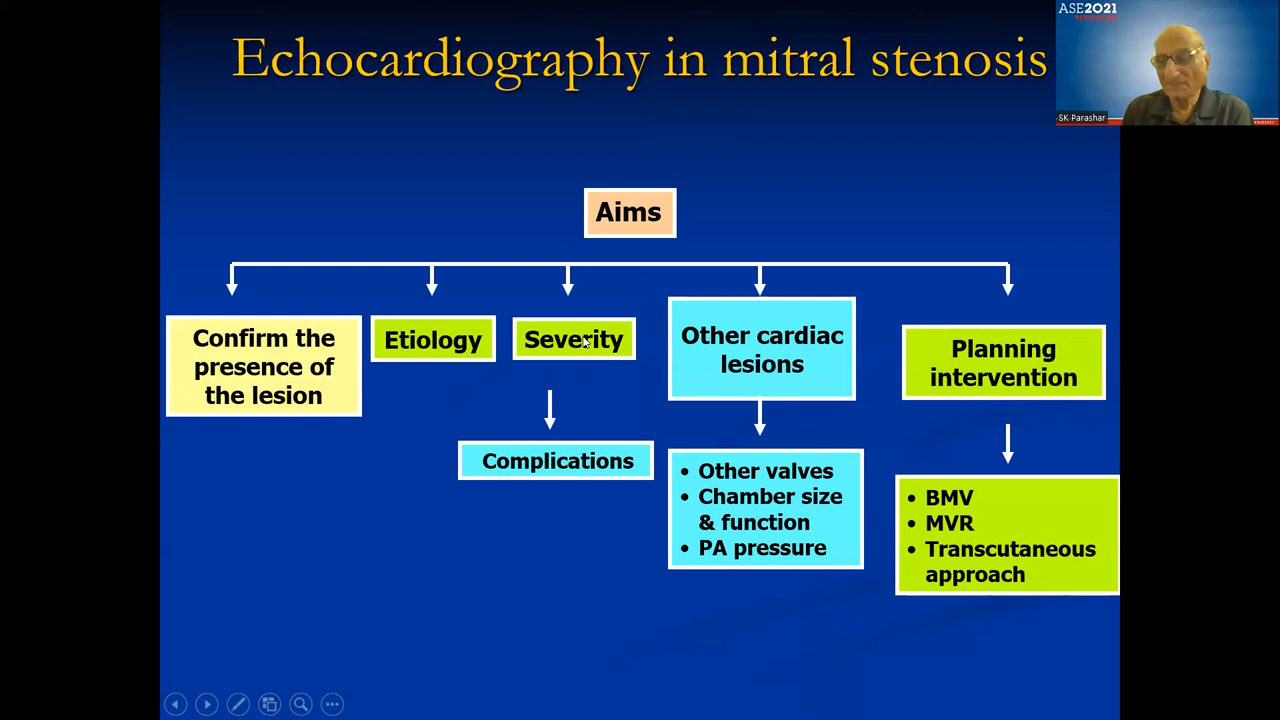 Echocardiography in mitral stenosis
ASE2021
SK Parashar
Aims
Confirm the
presence of
the lesion
Etiology
Severity
Complications
Other cardiac
lesions
• Other valves
• Chamber size
& function
• PA pressure
Planning
intervention
• BMV
• MVR
• Transcutaneous
approach